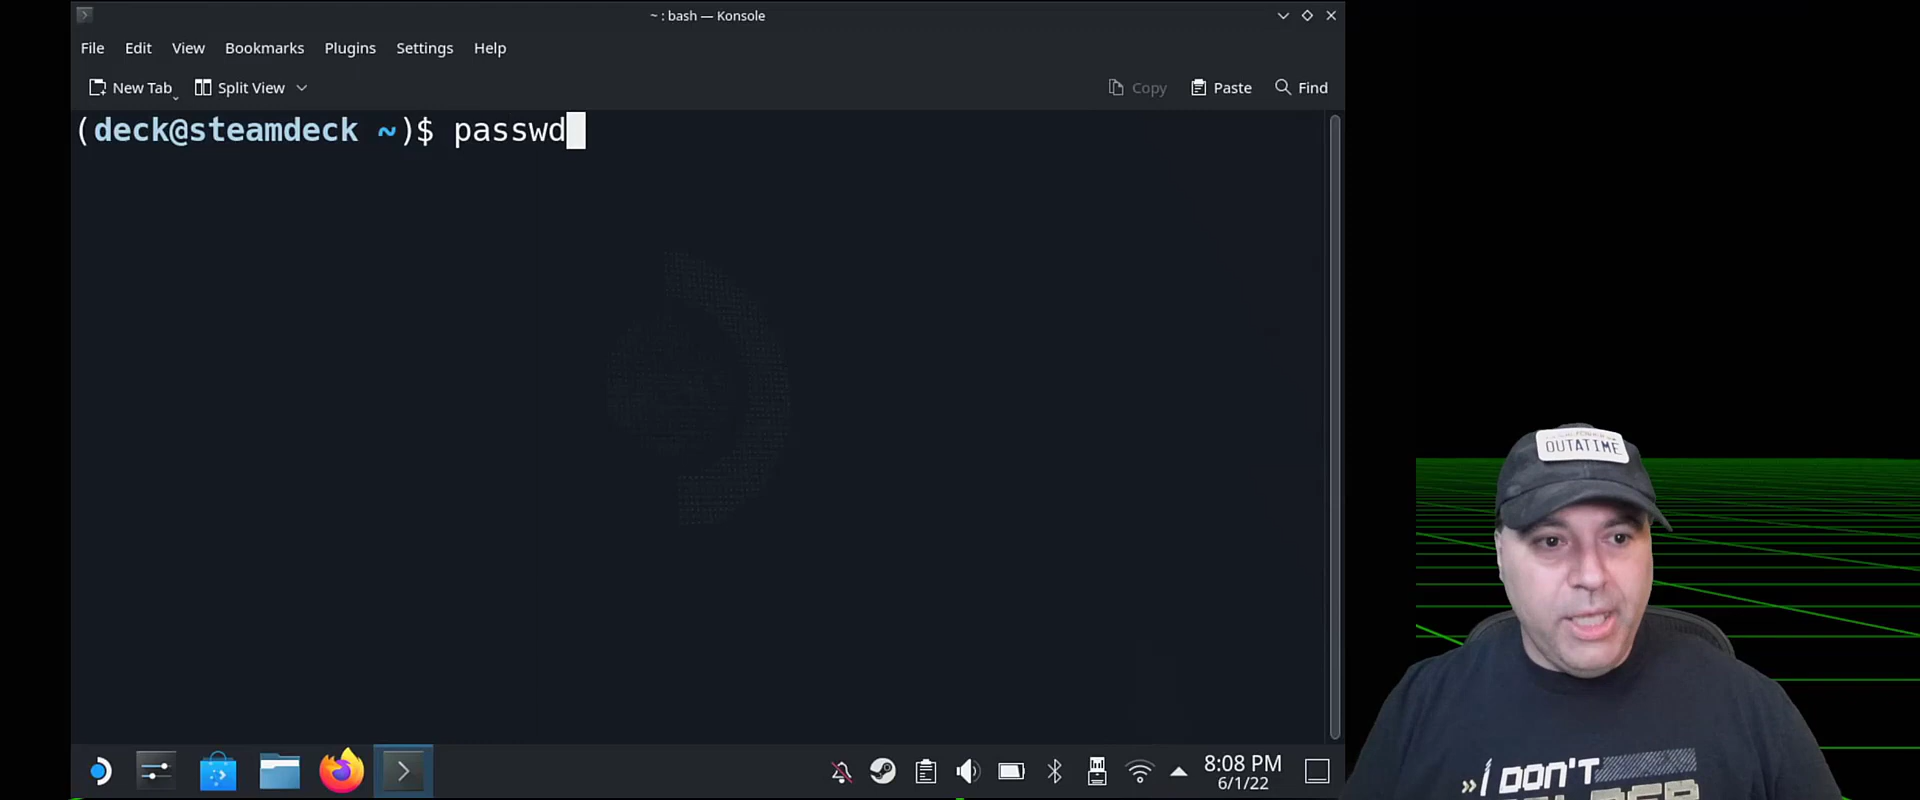 ~ : bash — Konsole
File Edit View Bookmarks Plugins Settings Help
New Tab Split View Copy Paste Find
(deck@steamdeck ~)$ passwd
OUTATIME
»i DON'T
8:08 PM
6/1/22